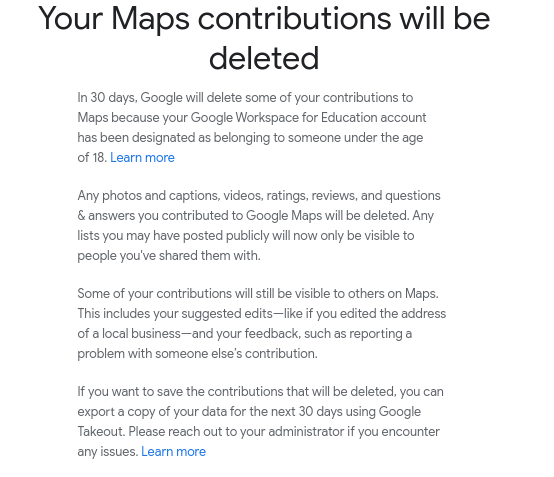 Your Maps contributions will be
deleted
In 30 days, Google will delete some of your contributions to
Maps because your Google Workspace for Education account
has been designated as belonging to someone under the age
of 18. Learn more
Any photos and captions, videos, ratings, reviews, and questions
& answers you contributed to Google Maps will be deleted. Any
lists you may have posted publicly will now only be visible to
people you've shared them with.
Some of your contributions will still be visible to others on Maps.
This includes your suggested edits—like if you edited the address
of a local business—and your feedback, such as reporting a
problem with someone else's contribution.
If you want to save the contributions that will be deleted, you can
export a copy of your data for the next 30 days using Google
Takeout. Please reach out to your administrator if you encounter
any issues. Learn more